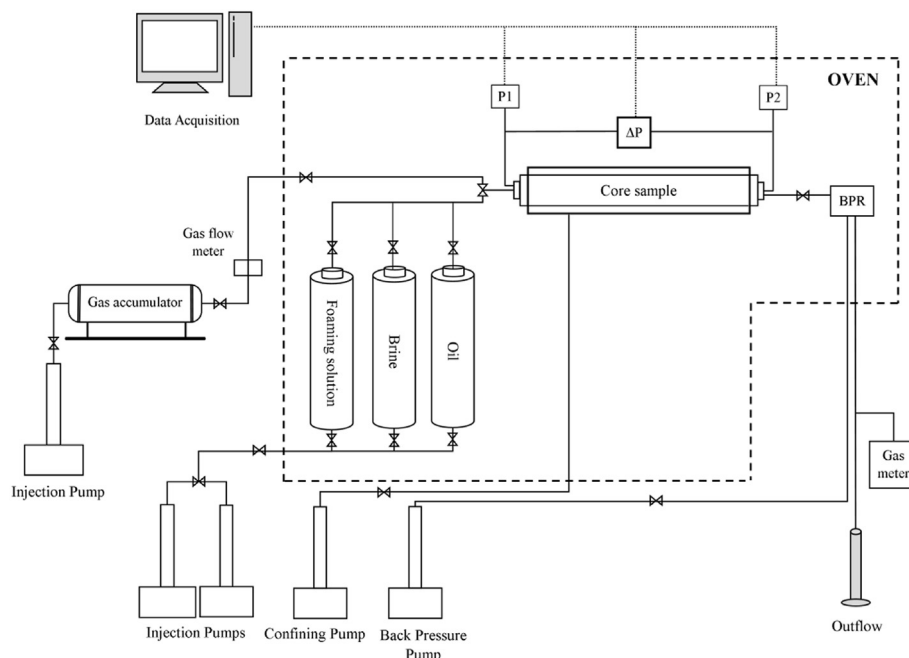 OVEN
P1
P2
Data Acquisition
ΔP
Core sample
BPR
Gas flow
meter
Gas accumulator
Foaming solution
Brine
Oil
Gas
meter
Injection Pump
Injection Pumps
Confining Pump
Back Pressure
Pump
Outflow